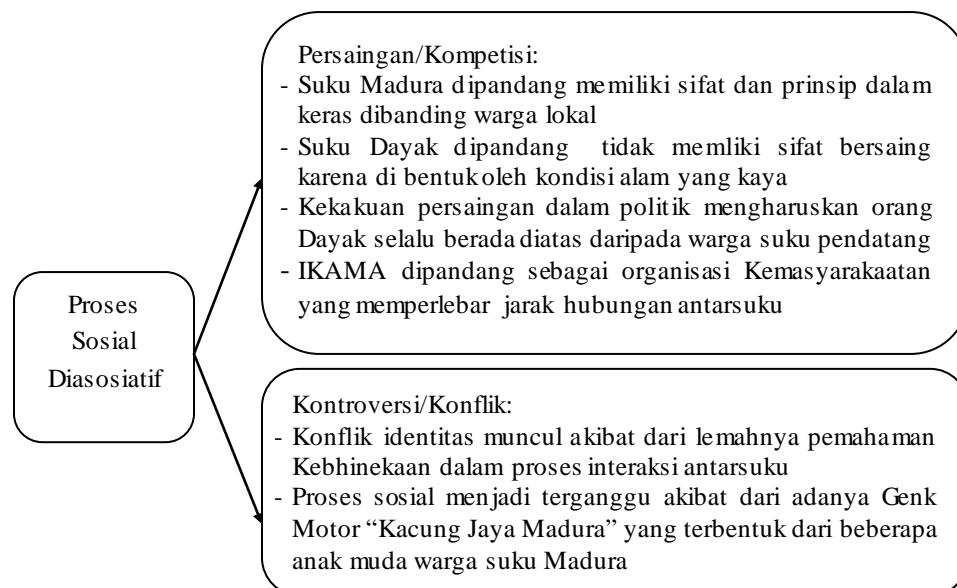 Proses
Sosial
Diasosiatif
Persaingan/Kompetisi:
- Suku Madura dipandang memiliki sifat dan prinsip dalam
keras dibanding warga lokal
- Suku Dayak dipandang tidak memliki sifat bersaing
karena di bentuk oleh kondisi alam yang kaya
- Kekakuan persaingan dalam politik mengharuskan orang
Dayak selalu berada diatas daripada warga suku pendatang
- IKAMA dipandang sebagai organisasi Kemasyarakaatan
yang memperlebar jarak hubungan antarsuku
Kontroversi/Konflik:
- Konflik identitas muncul akibat dari lemahnya pemahaman
Kebhinekaan dalam proses interaksi antarsuku
- Proses sosial menjadi terganggu akibat dari adanya Genk
Motor “Kacung Jaya Madura” yang terbentuk dari beberapa
anak muda warga suku Madura